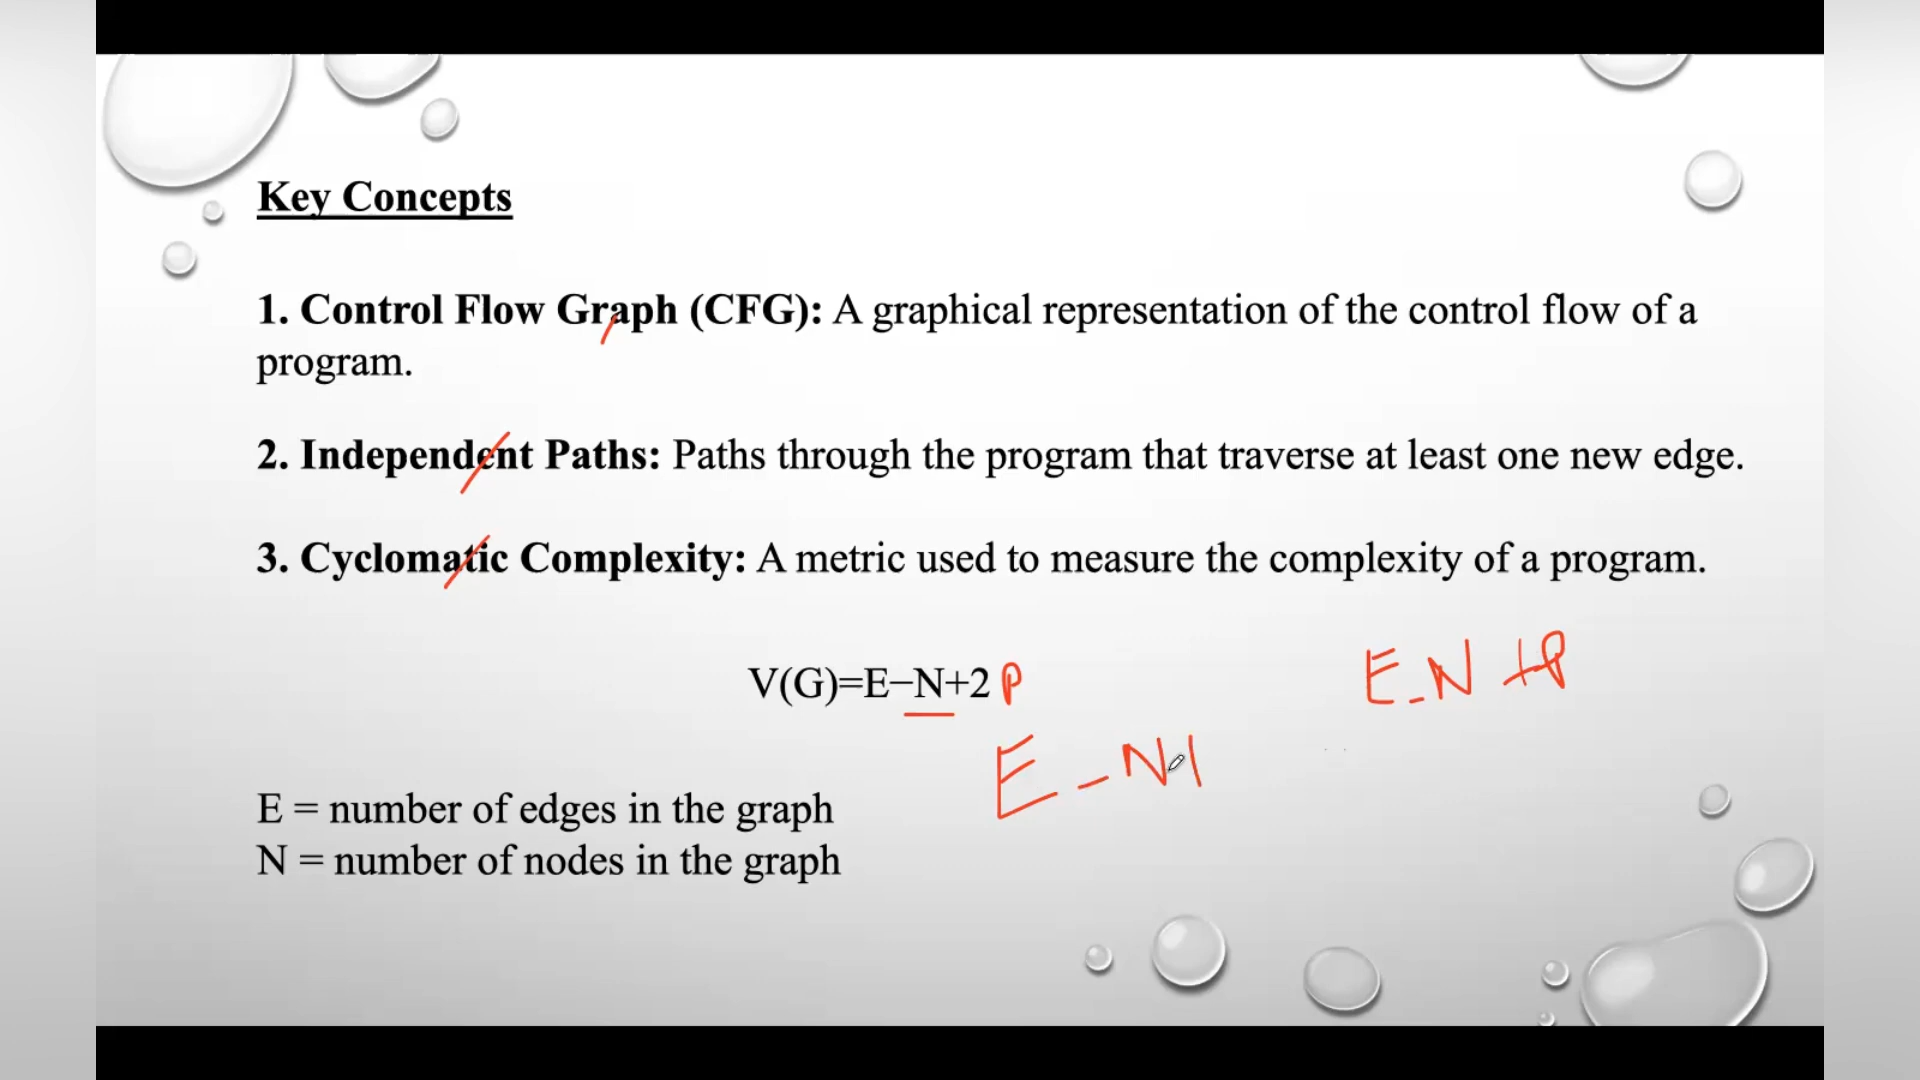 Key Concepts
1. Control Flow Graph (CFG): A graphical representation of the control flow of a
program.
2. Independent Paths: Paths through the program that traverse at least one new edge.
3. Cyclomatic Complexity: A metric used to measure the complexity of a program.
V(G)=E−N+2 P
E-N+P
E-N
E = number of edges in the graph
N = number of nodes in the graph